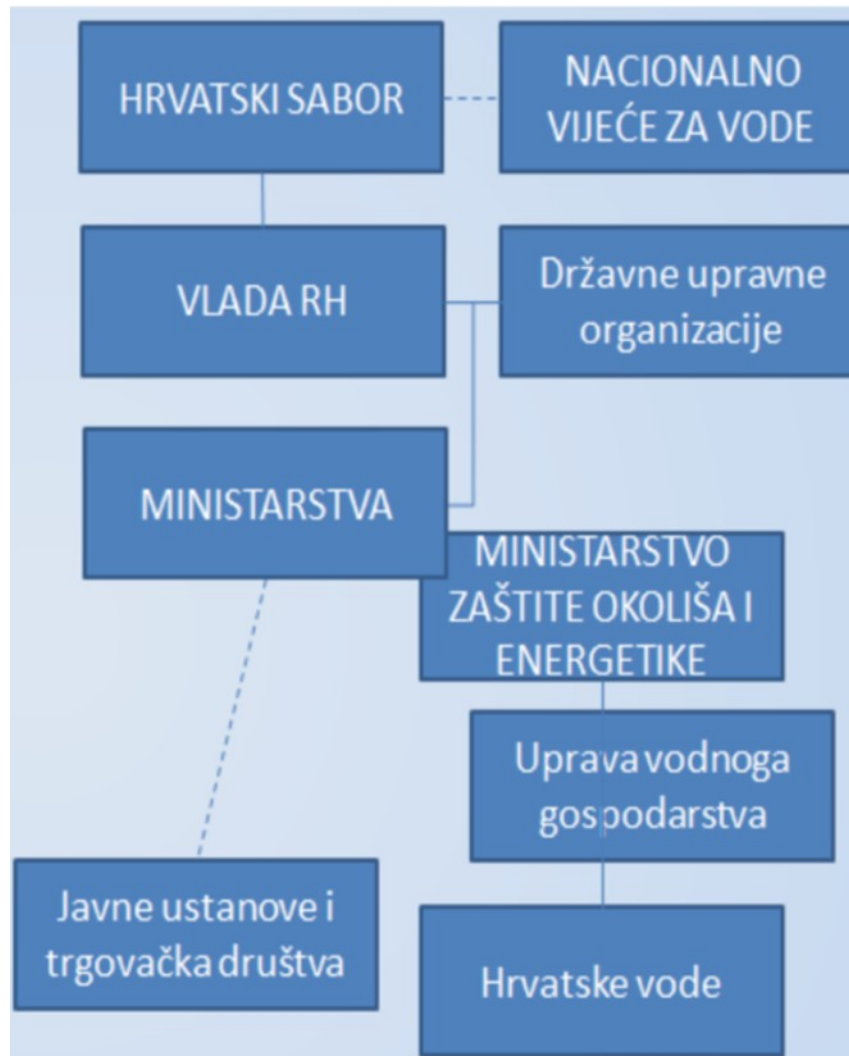 HRVATSKI SABOR
NACIONALNO
VIJEĆE ZA VODE
VLADA RH
Državne upravne
organizacije
MINISTARSTVA
MINISTARSTVO
ZAŠTITE OKOLIŠA I
ENERGETIKE
Uprava vodnoga
gospodarstva
Javne ustanove i
trgovačka društva
Hrvatske vode